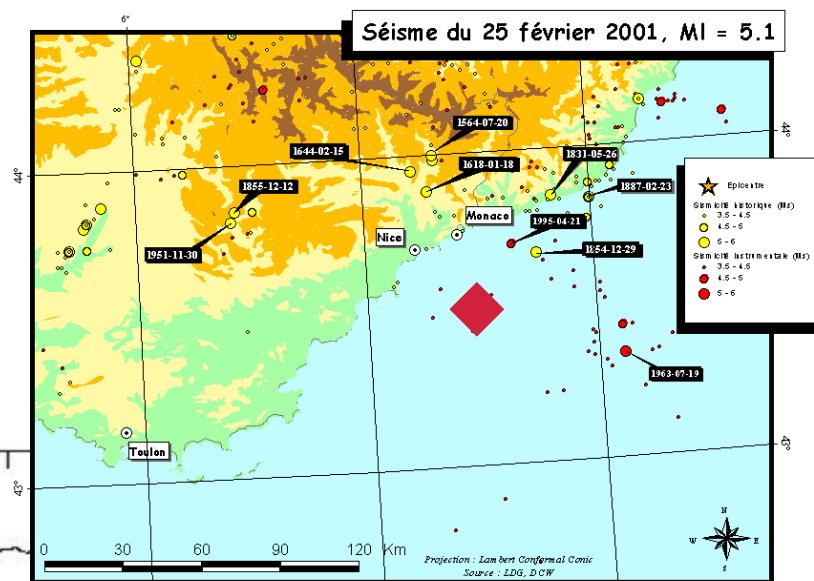 Séisme du 25 février 2001, Ml = 5.1
6°
1564-07-20
1644-02-15
1618-01-18
1831-05-26
44°
44°
1855-12-12
1887-02-23
Monaco
1995-04-21
Nice
1951-11-30
1854-12-29
Epicentre
Sismicité historique (Ms)
3.5 - 4.5
4.5 - 5
5 - 6
Sismicité Instrumentale (Ms)
3.5 - 4.5
4.5 - 5
5 - 6
1963-07-19
Toulon
43°
43°
N
W E
S
0 30 60 90 120 Km
Projection : Lambert Conformal Conic
Source : LDG, DCW